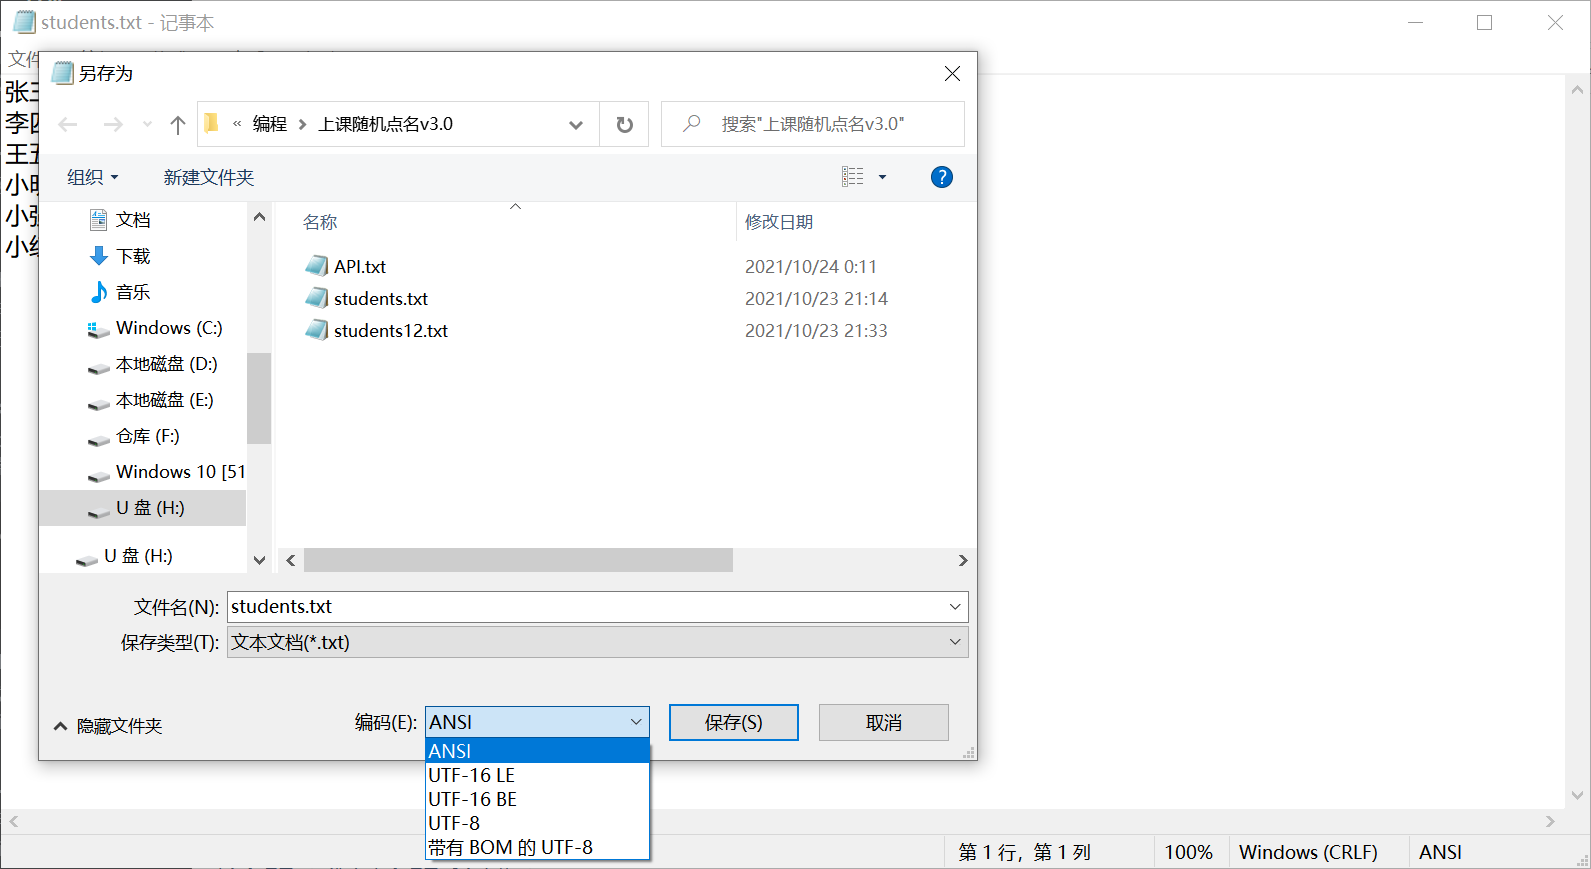 students.txt - 记事本
文件
张三
李四
王五
小明
小强
小红
另存为
« 编程 › 上课随机点名v3.0
搜索"上课随机点名v3.0"
组织
新建文件夹
?
名称
修改日期
文档
下载
音乐
Windows (C:)
本地磁盘 (D:)
本地磁盘 (E:)
仓库 (F:)
Windows 10 [51
U 盘 (H:)
U 盘 (H:)
API.txt 2021/10/24 0:11
students.txt 2021/10/23 21:14
students12.txt 2021/10/23 21:33
文件名(N): students.txt
保存类型(T): 文本文档(*.txt)
隐藏文件夹
编码(E): ANSI
保存(S)
取消
ANSI
UTF-16 LE
UTF-16 BE
UTF-8
带有 BOM 的 UTF-8
第 1 行，第 1 列
100%
Windows (CRLF)
ANSI